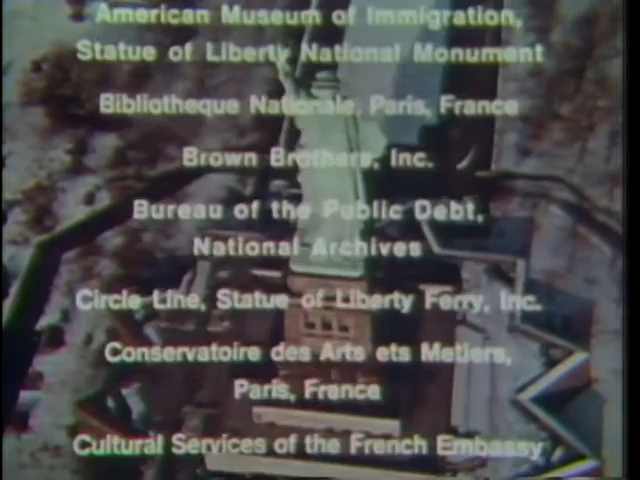 American Museum of Immigration,
Statue of Liberty National Monument
Bibliotheque Nationale, Paris, France
Brown Brothers, Inc.
Bureau of the Public Debt,
National Archives
Circle Line, Statue of Liberty Ferry, Inc.
Conservatoire des Arts ets Metiers,
Paris, France
Cultural Services of the French Embassy